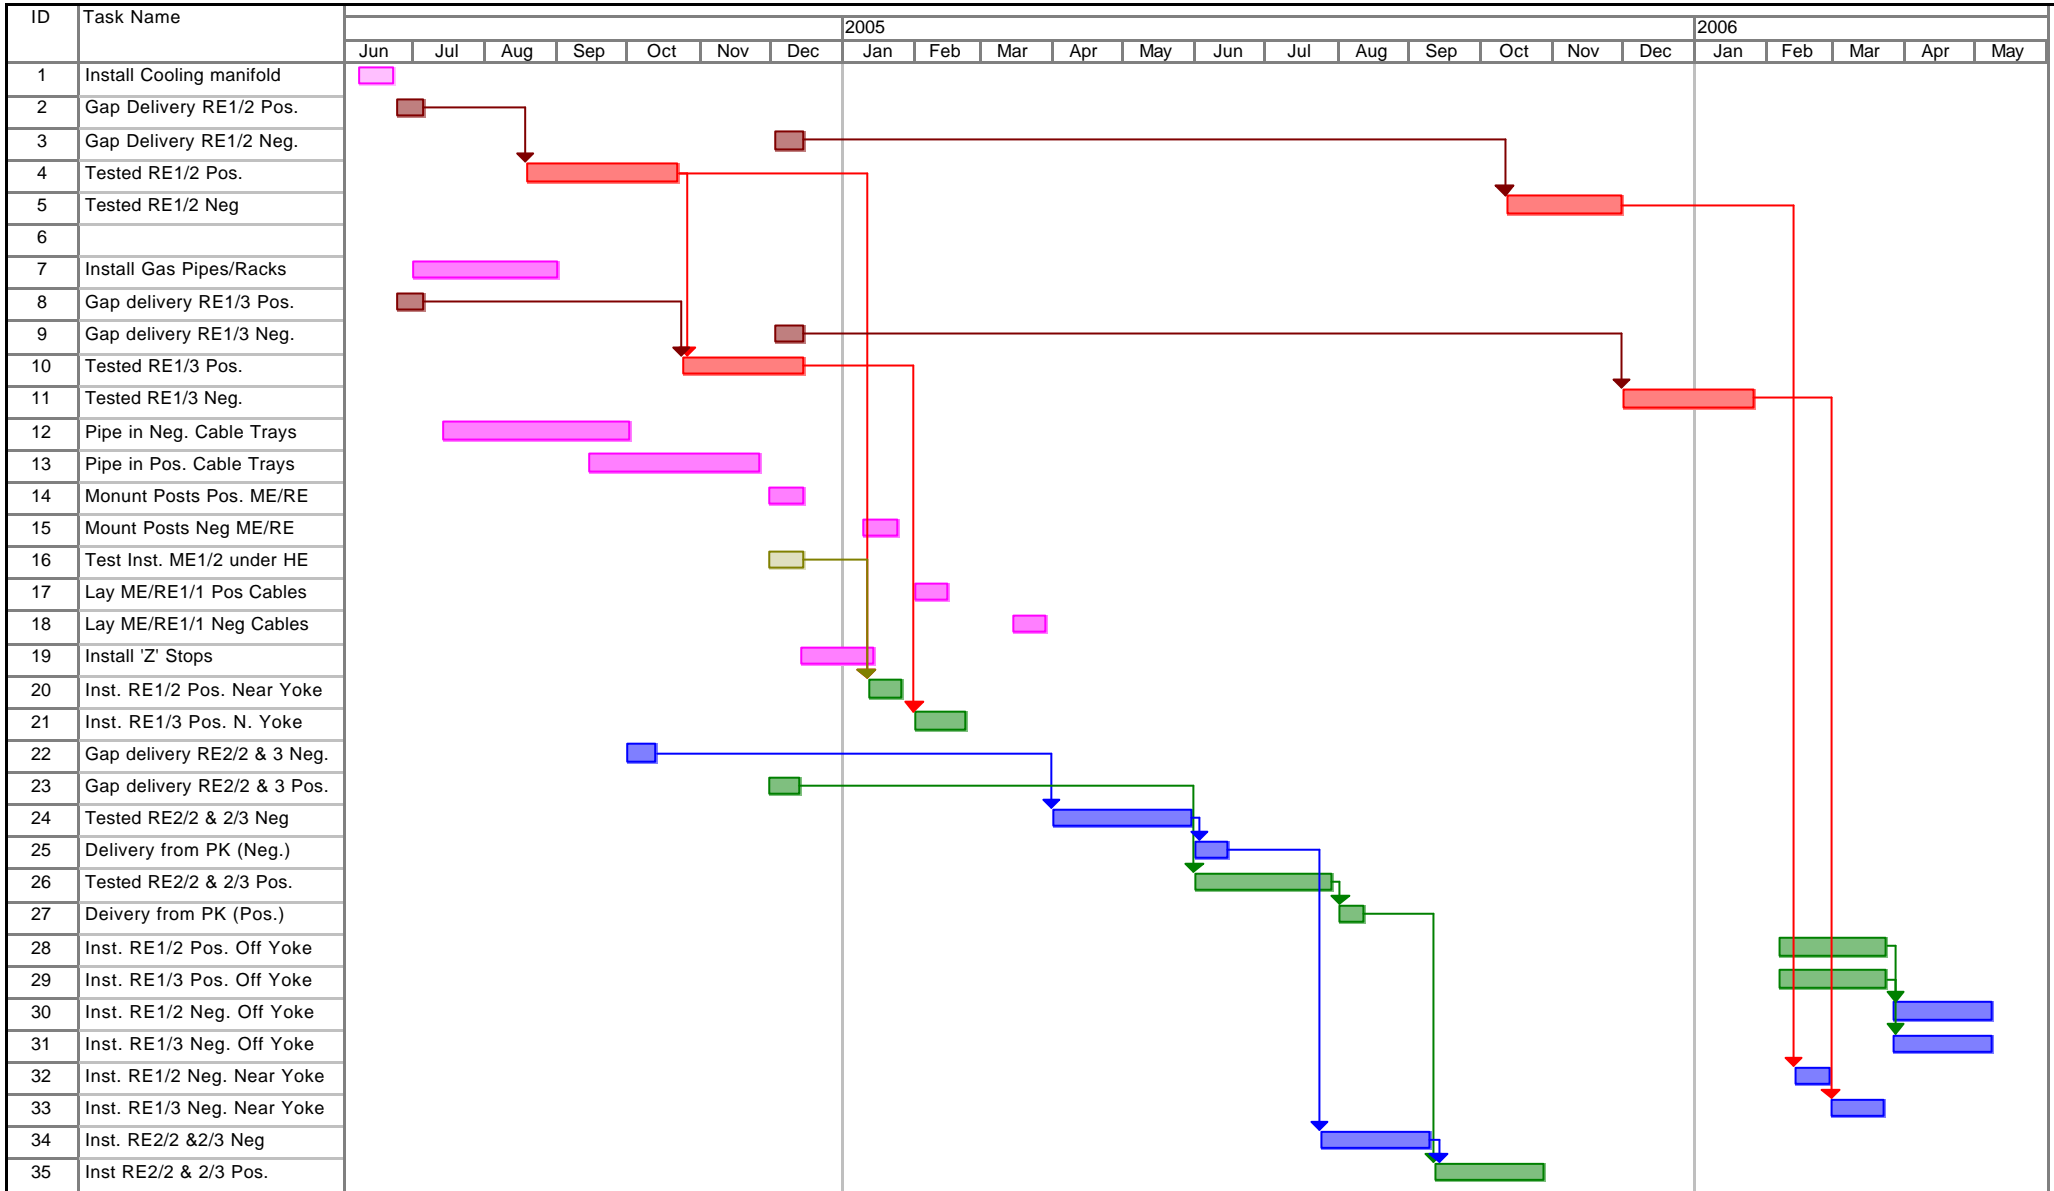 ID Task Name
2005 2006
Jun Jul Aug Sep Oct Nov Dec Jan Feb Mar Apr May Jun Jul Aug Sep Oct Nov Dec Jan Feb Mar Apr May
1 Install Cooling manifold
2 Gap Delivery RE1/2 Pos.
3 Gap Delivery RE1/2 Neg.
4 Tested RE1/2 Pos.
5 Tested RE1/2 Neg
6
7 Install Gas Pipes/Racks
8 Gap delivery RE1/3 Pos.
9 Gap delivery RE1/3 Neg.
10 Tested RE1/3 Pos.
11 Tested RE1/3 Neg.
12 Pipe in Neg. Cable Trays
13 Pipe in Pos. Cable Trays
14 Monunt Posts Pos. ME/RE
15 Mount Posts Neg ME/RE
16 Test Inst. ME1/2 under HE
17 Lay ME/RE1/1 Pos Cables
18 Lay ME/RE1/1 Neg Cables
19 Install 'Z' Stops
20 Inst. RE1/2 Pos. Near Yoke
21 Inst. RE1/3 Pos. N. Yoke
22 Gap delivery RE2/2 & 3 Neg.
23 Gap delivery RE2/2 & 3 Pos.
24 Tested RE2/2 & 2/3 Neg
25 Delivery from PK (Neg.)
26 Tested RE2/2 & 2/3 Pos.
27 Deivery from PK (Pos.)
28 Inst. RE1/2 Pos. Off Yoke
29 Inst. RE1/3 Pos. Off Yoke
30 Inst. RE1/2 Neg. Off Yoke
31 Inst. RE1/3 Neg. Off Yoke
32 Inst. RE1/2 Neg. Near Yoke
33 Inst. RE1/3 Neg. Near Yoke
34 Inst. RE2/2 &2/3 Neg
35 Inst RE2/2 & 2/3 Pos.